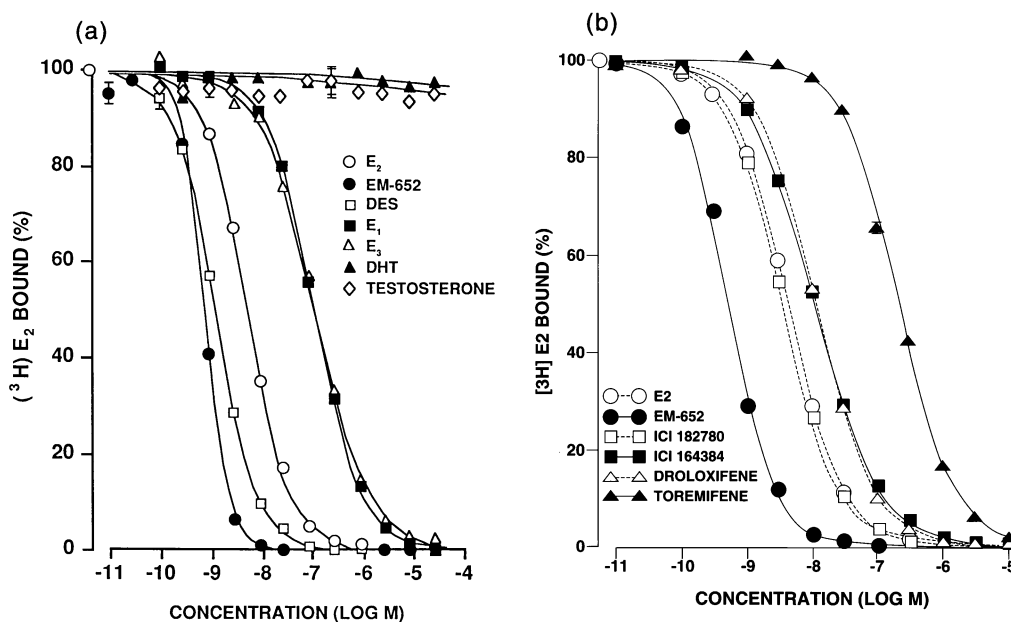 (a)
(³H) E₂ BOUND (%)
100
80
60
40
20
0
E₂
EM-652
DES
E₁
E₃
DHT
TESTOSTERONE
-11 -10 -9 -8 -7 -6 -5 -4
CONCENTRATION (LOG M)
(b)
[3H] E2 BOUND (%)
100
80
60
40
20
0
E2
EM-652
ICI 182780
ICI 164384
DROLOXIFENE
TOREMIFENE
-11 -10 -9 -8 -7 -6 -5
CONCENTRATION (LOG M)